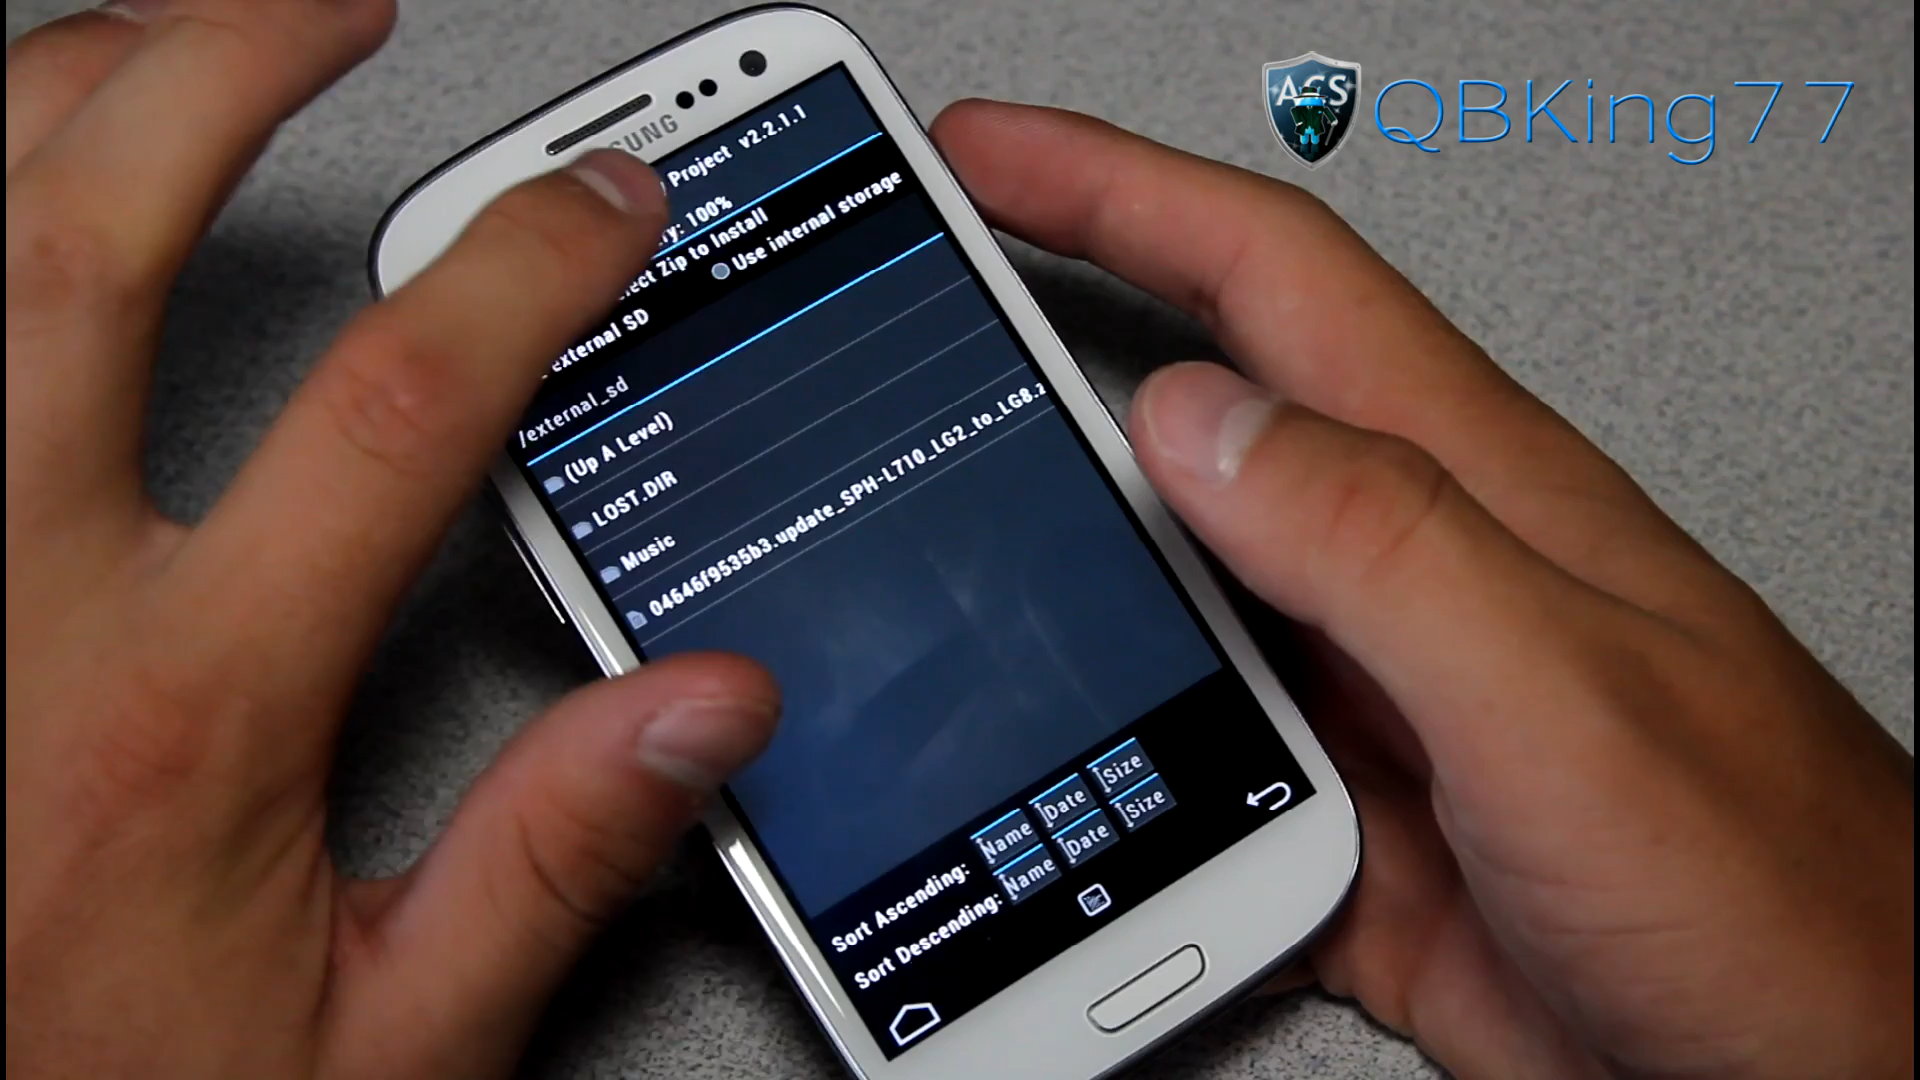 ACS
QBKing77
SUNG
Project v2.2.1.1
100%
Zip to Install
Use internal storage
external SD
/external_sd
(Up A Level)
LOST.DIR
Music
04646f9535b3.update_SPH-L710_LG2_to_LG8.z
Sort Ascending: Name Date Size
Sort Descending: Name Date Size